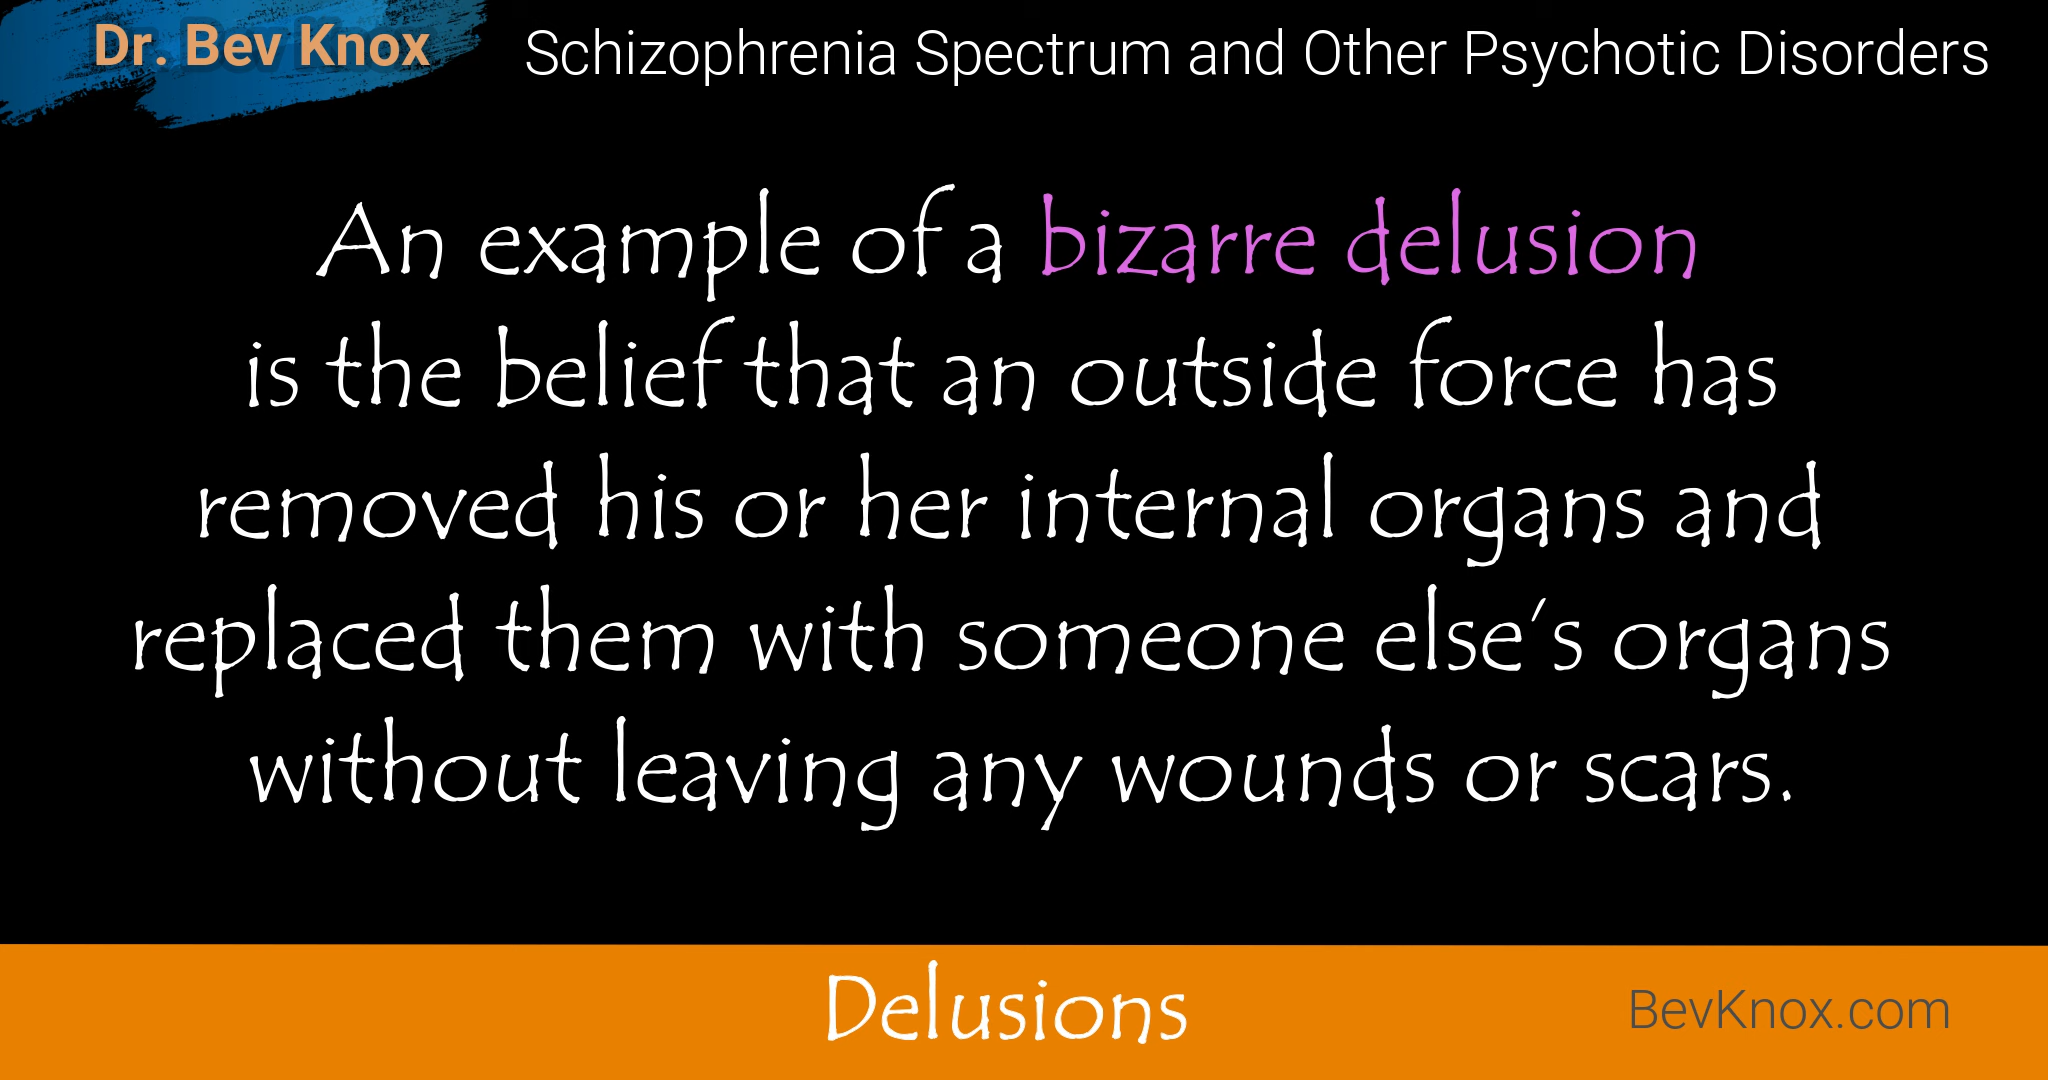 Dr. Bev Knox
Schizophrenia Spectrum and Other Psychotic Disorders
An example of a bizarre delusion
is the belief that an outside force has
removed his or her internal organs and
replaced them with someone else’s organs
without leaving any wounds or scars.
Delusions
BevKnox.com